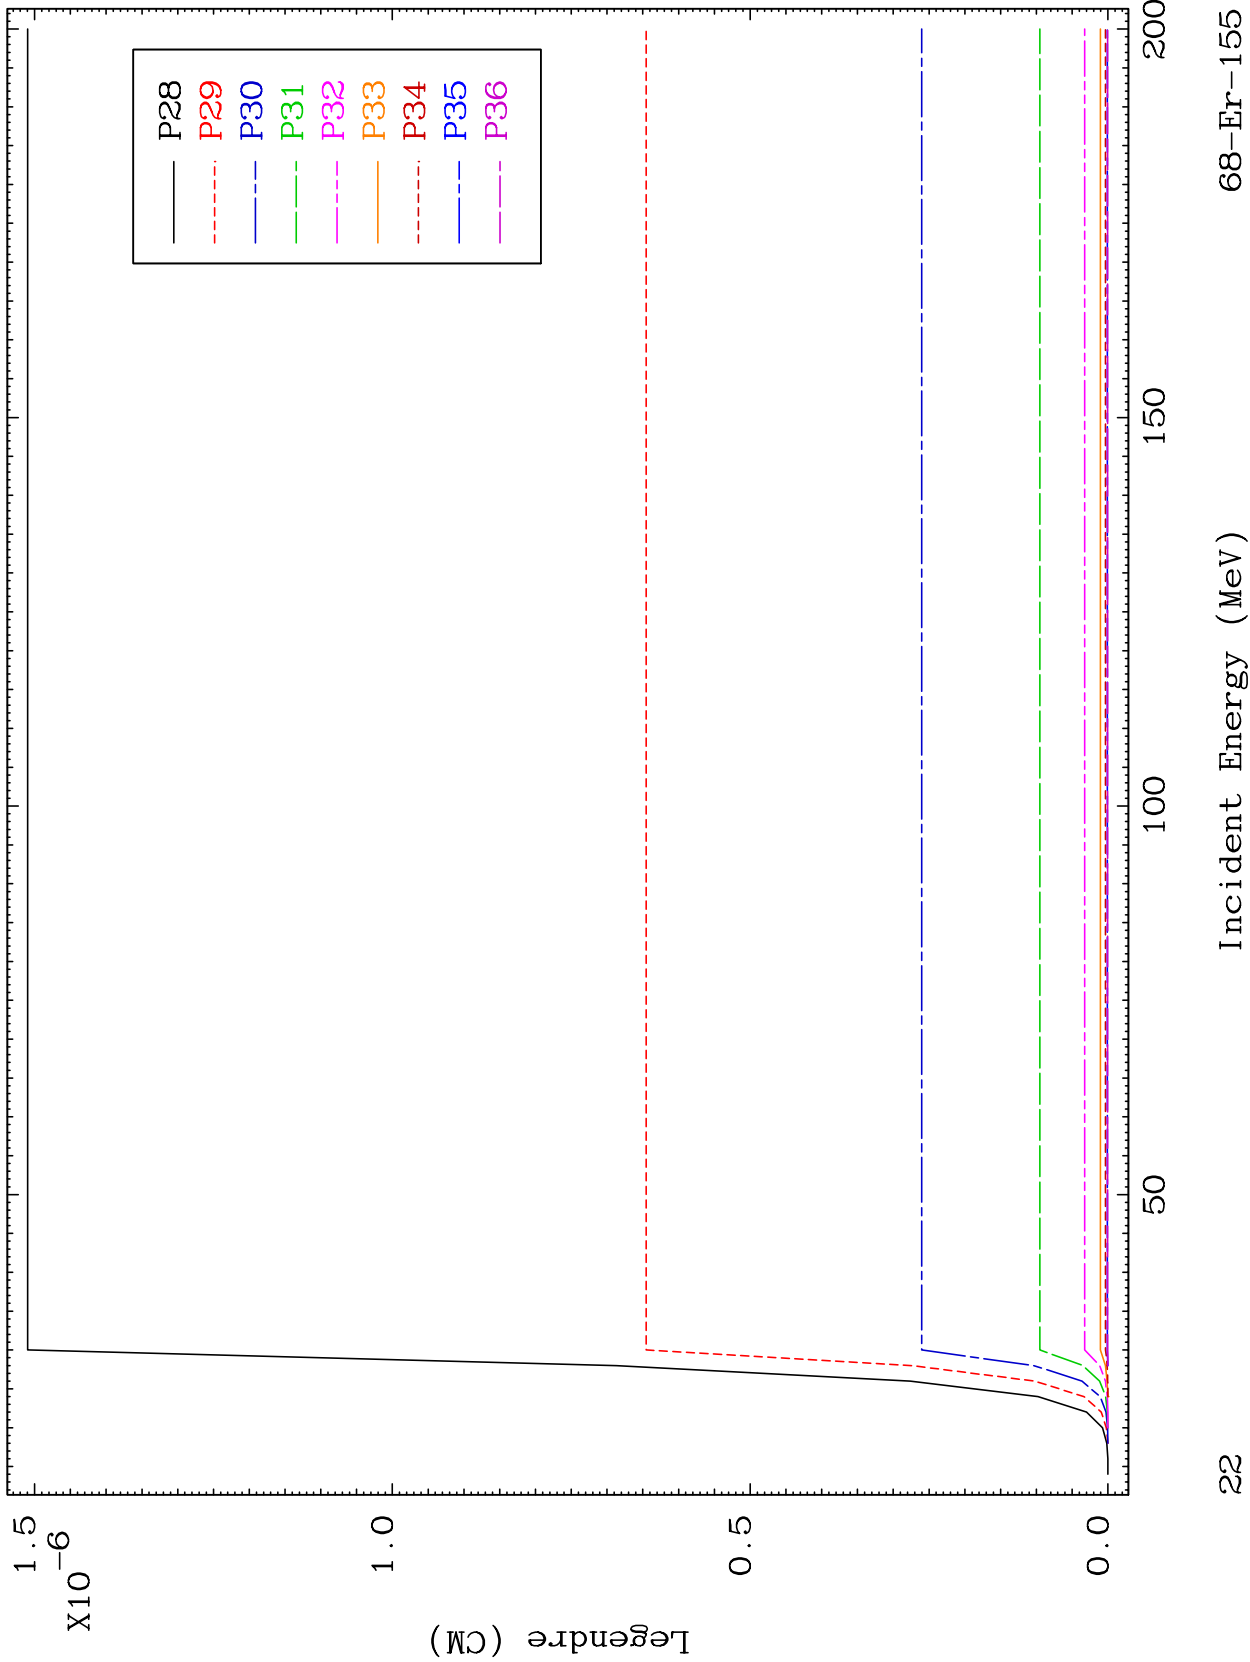 1.5
X10
-6
1.0
0.5
0.0
Legendre (CM)
P28
P29
P30
P31
P32
P33
P34
P35
P36
50
100
150
200
Incident Energy (MeV)
22
68-Er-155